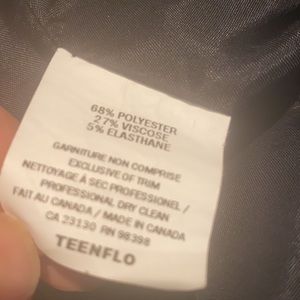 68% POLYESTER
27% VISCOSE
5% ELASTHANE
GARNITURE NON COMPRISE
EXCLUSIVE OF TRIM
NETTOYAGE À SEC PROFESSIONEL /
PROFESSIONAL DRY CLEAN
FAIT AU CANADA / MADE IN CANADA
CA 23130 RN 98398
TEENFLO